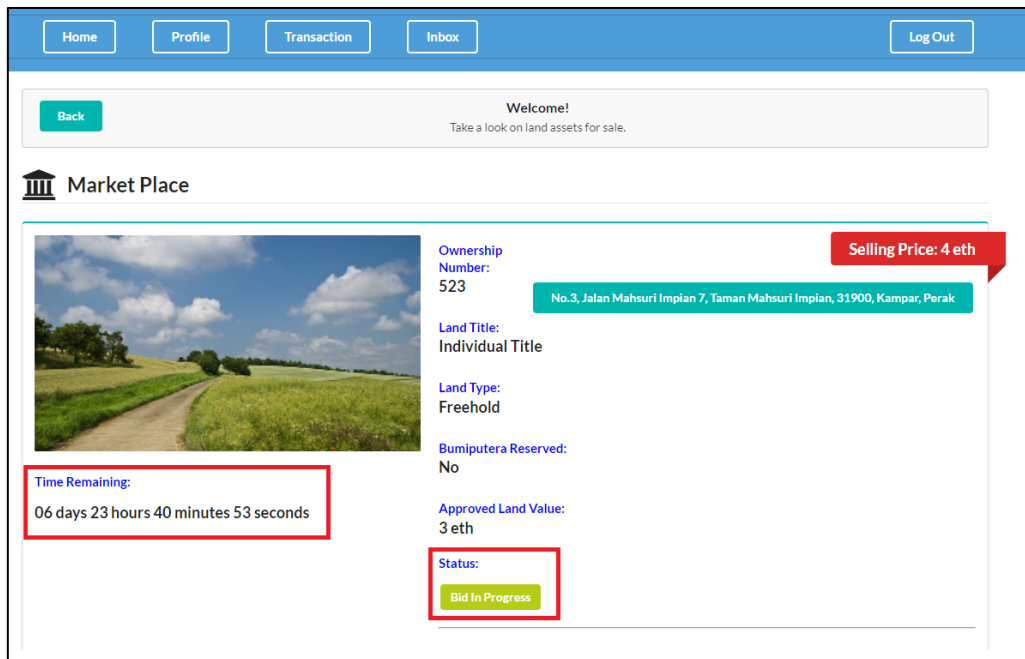 Home Profile Transaction Inbox Log Out
Back
Welcome!
Take a look on land assets for sale.
Market Place
Selling Price: 4 eth
Ownership
Number:
523
No.3, Jalan Mahsuri Impian 7, Taman Mahsuri Impian, 31900, Kampar, Perak
Land Title:
Individual Title
Land Type:
Freehold
Bumiputera Reserved:
No
Time Remaining:
06 days 23 hours 40 minutes 53 seconds
Approved Land Value:
3 eth
Status:
Bid In Progress